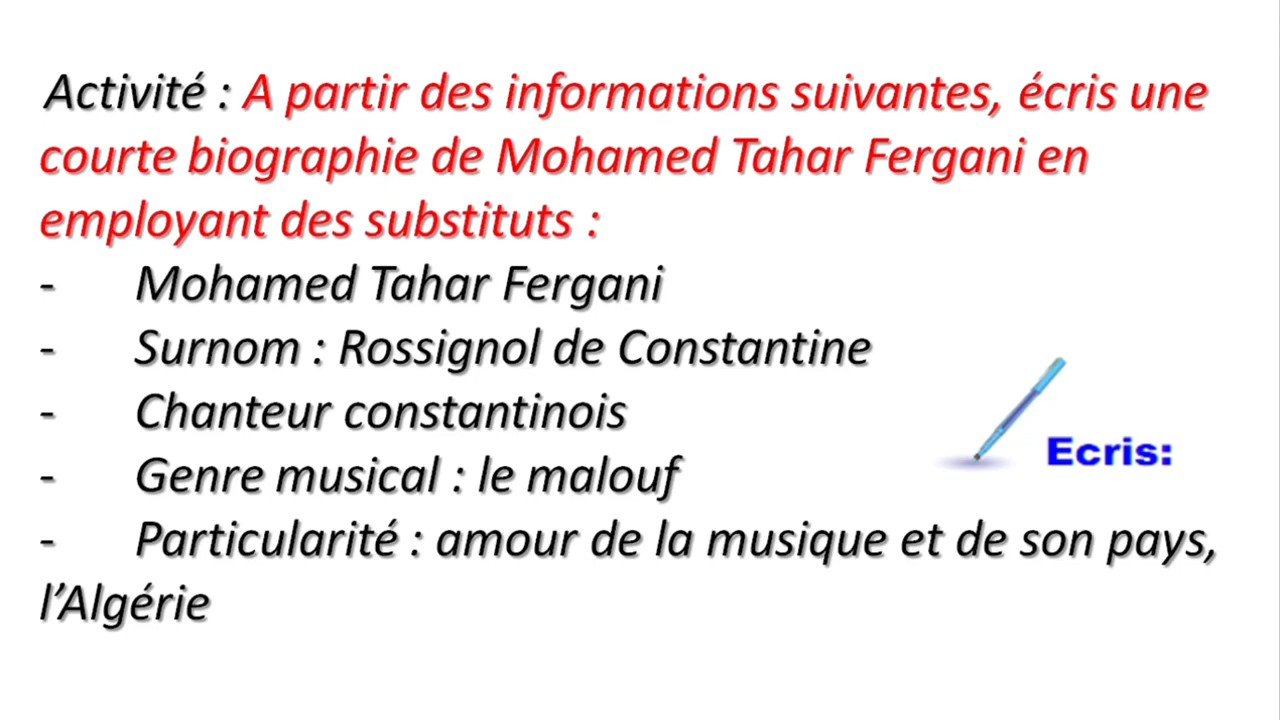 Activité : A partir des informations suivantes, écris une
courte biographie de Mohamed Tahar Fergani en
employant des substituts :
- Mohamed Tahar Fergani
- Surnom : Rossignol de Constantine
- Chanteur constantinois
- Genre musical : le malouf
- Particularité : amour de la musique et de son pays,
l’Algérie
Ecris: